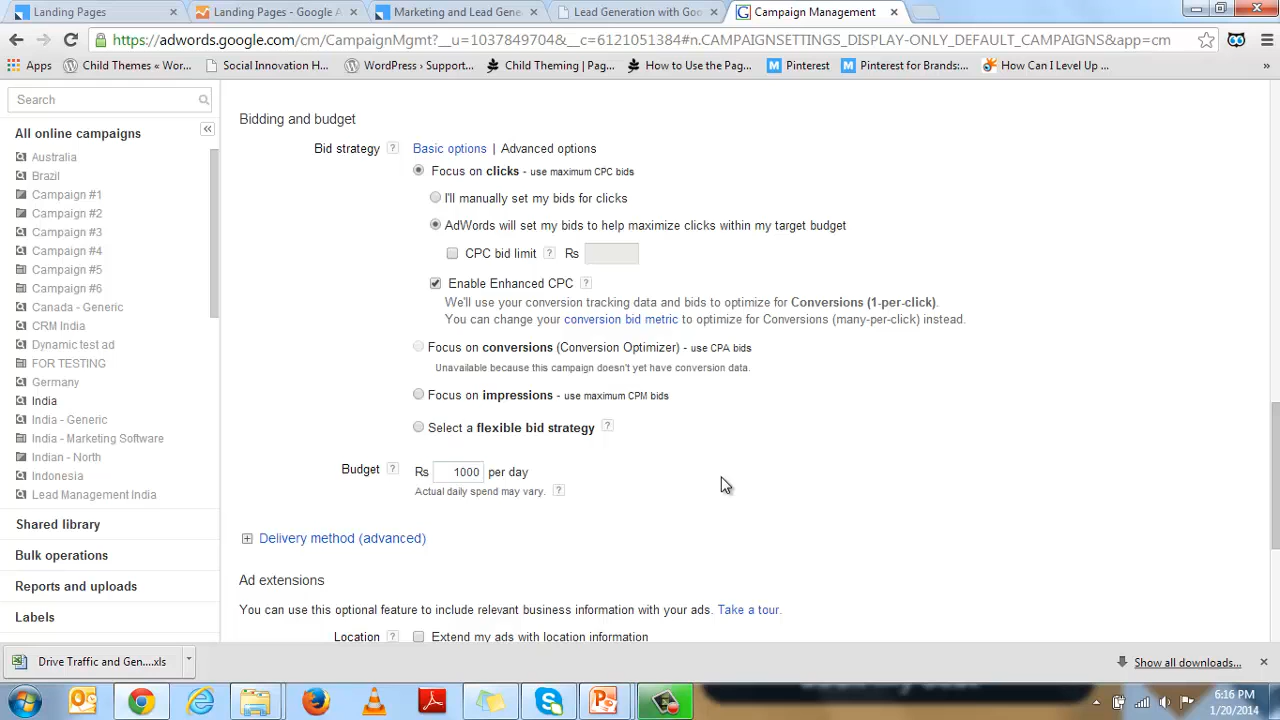 Landing Pages
Landing Pages - Google A
Marketing and Lead Gene
Lead Generation with Goo
Campaign Management
https://adwords.google.com/cm/CampaignMgmt?__u=1037849704&__c=6121051384#n.CAMPAIGNSETTINGS_DISPLAY-ONLY_DEFAULT_CAMPAIGNS&app=cm
Apps
Child Themes « Wor...
Social Innovation H...
WordPress › Support...
Child Theming | Pag...
How to Use the Pag...
Pinterest
Pinterest for Brands:...
How Can I Level Up ...
»
Search
All online campaigns
Australia
Brazil
Campaign #1
Campaign #2
Campaign #3
Campaign #4
Campaign #5
Campaign #6
Canada - Generic
CRM India
Dynamic test ad
FOR TESTING
Germany
India
India - Generic
India - Marketing Software
Indian - North
Indonesia
Lead Management India
Shared library
Bulk operations
Reports and uploads
Labels
Bidding and budget
Bid strategy ? Basic options | Advanced options
Focus on clicks - use maximum CPC bids
I'll manually set my bids for clicks
AdWords will set my bids to help maximize clicks within my target budget
CPC bid limit ? Rs
Enable Enhanced CPC ?
We'll use your conversion tracking data and bids to optimize for Conversions (1-per-click).
You can change your conversion bid metric to optimize for Conversions (many-per-click) instead.
Focus on conversions (Conversion Optimizer) - use CPA bids
Unavailable because this campaign doesn't yet have conversion data.
Focus on impressions - use maximum CPM bids
Select a flexible bid strategy ?
Budget ? Rs 1000 per day
Actual daily spend may vary. ?
Delivery method (advanced)
Ad extensions
You can use this optional feature to include relevant business information with your ads. Take a tour.
Location ? Extend my ads with location information
Drive Traffic and Gen....xls
Show all downloads...
6:16 PM
1/20/2014